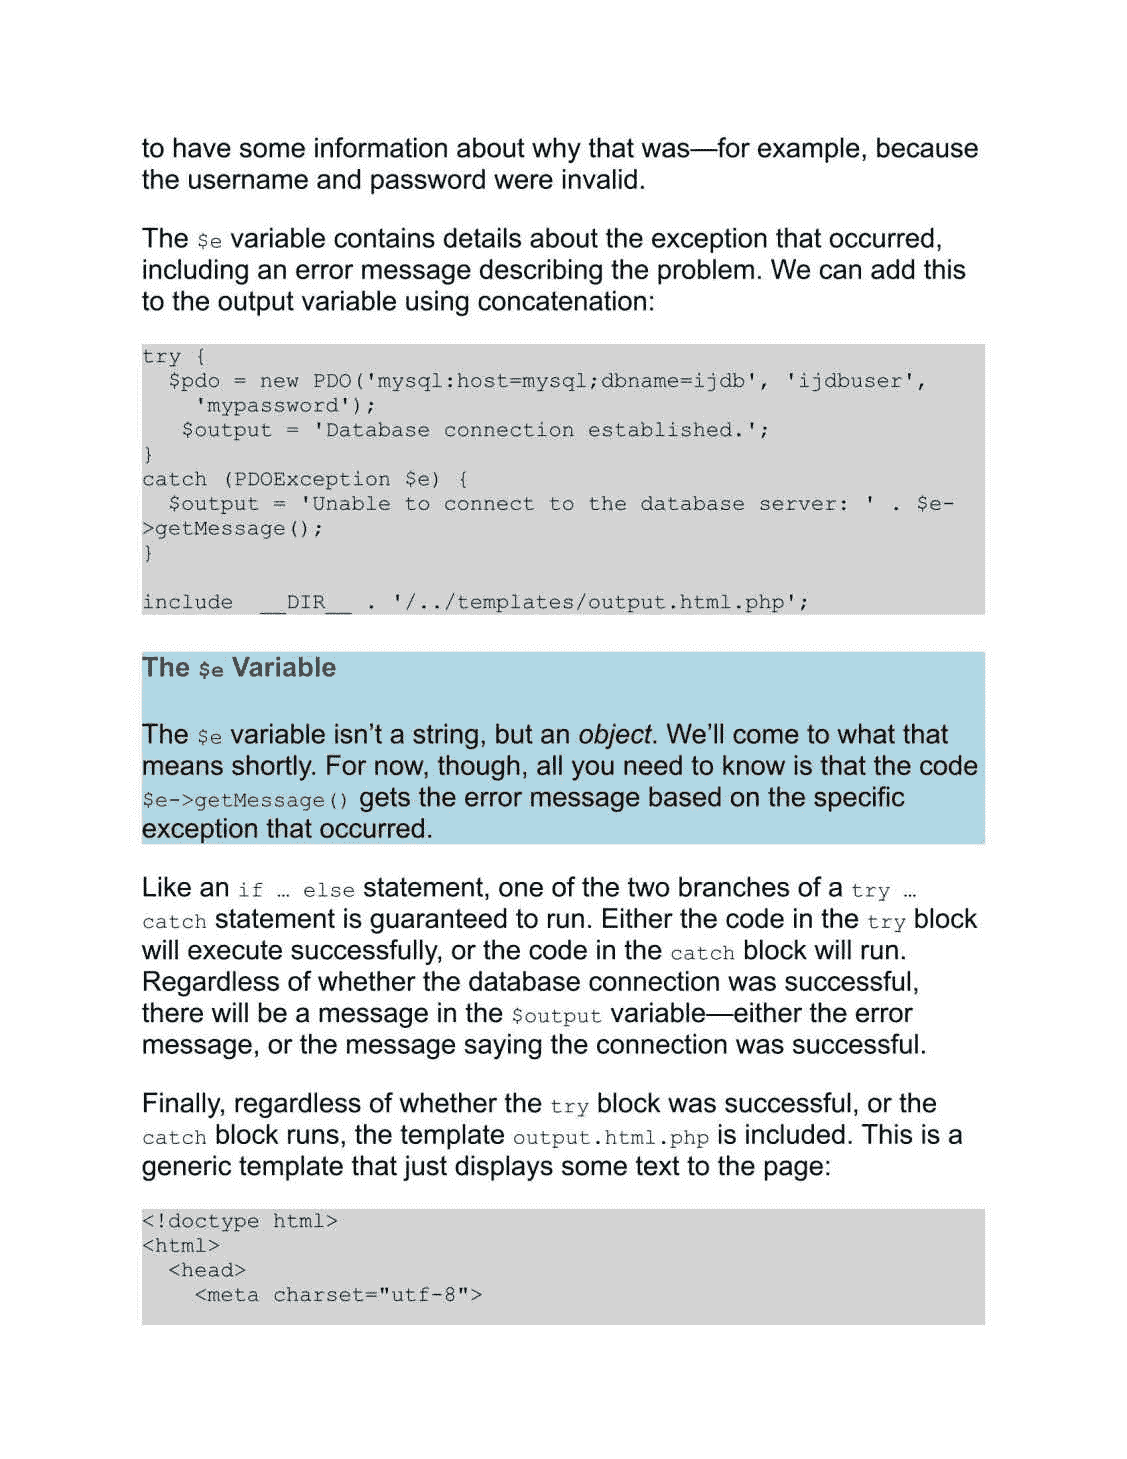 to have some information about why that was—for example, because
the username and password were invalid.
The $e variable contains details about the exception that occurred,
including an error message describing the problem. We can add this
to the output variable using concatenation:
try {
  $pdo = new PDO('mysql:host=mysql;dbname=ijdb', 'ijdbuser',
    'mypassword');
   $output = 'Database connection established.';
}
catch (PDOException $e) {
  $output = 'Unable to connect to the database server: ' . $e-
>getMessage();
}
include  __DIR__ . '/../templates/output.html.php';
The $e Variable
The $e variable isn’t a string, but an object. We’ll come to what that
means shortly. For now, though, all you need to know is that the code
$e->getMessage() gets the error message based on the specific
exception that occurred.
Like an if … else statement, one of the two branches of a try …
catch statement is guaranteed to run. Either the code in the try block
will execute successfully, or the code in the catch block will run.
Regardless of whether the database connection was successful,
there will be a message in the $output variable—either the error
message, or the message saying the connection was successful.
Finally, regardless of whether the try block was successful, or the
catch block runs, the template output.html.php is included. This is a
generic template that just displays some text to the page:
<!doctype html>
<html>
  <head>
    <meta charset="utf-8">